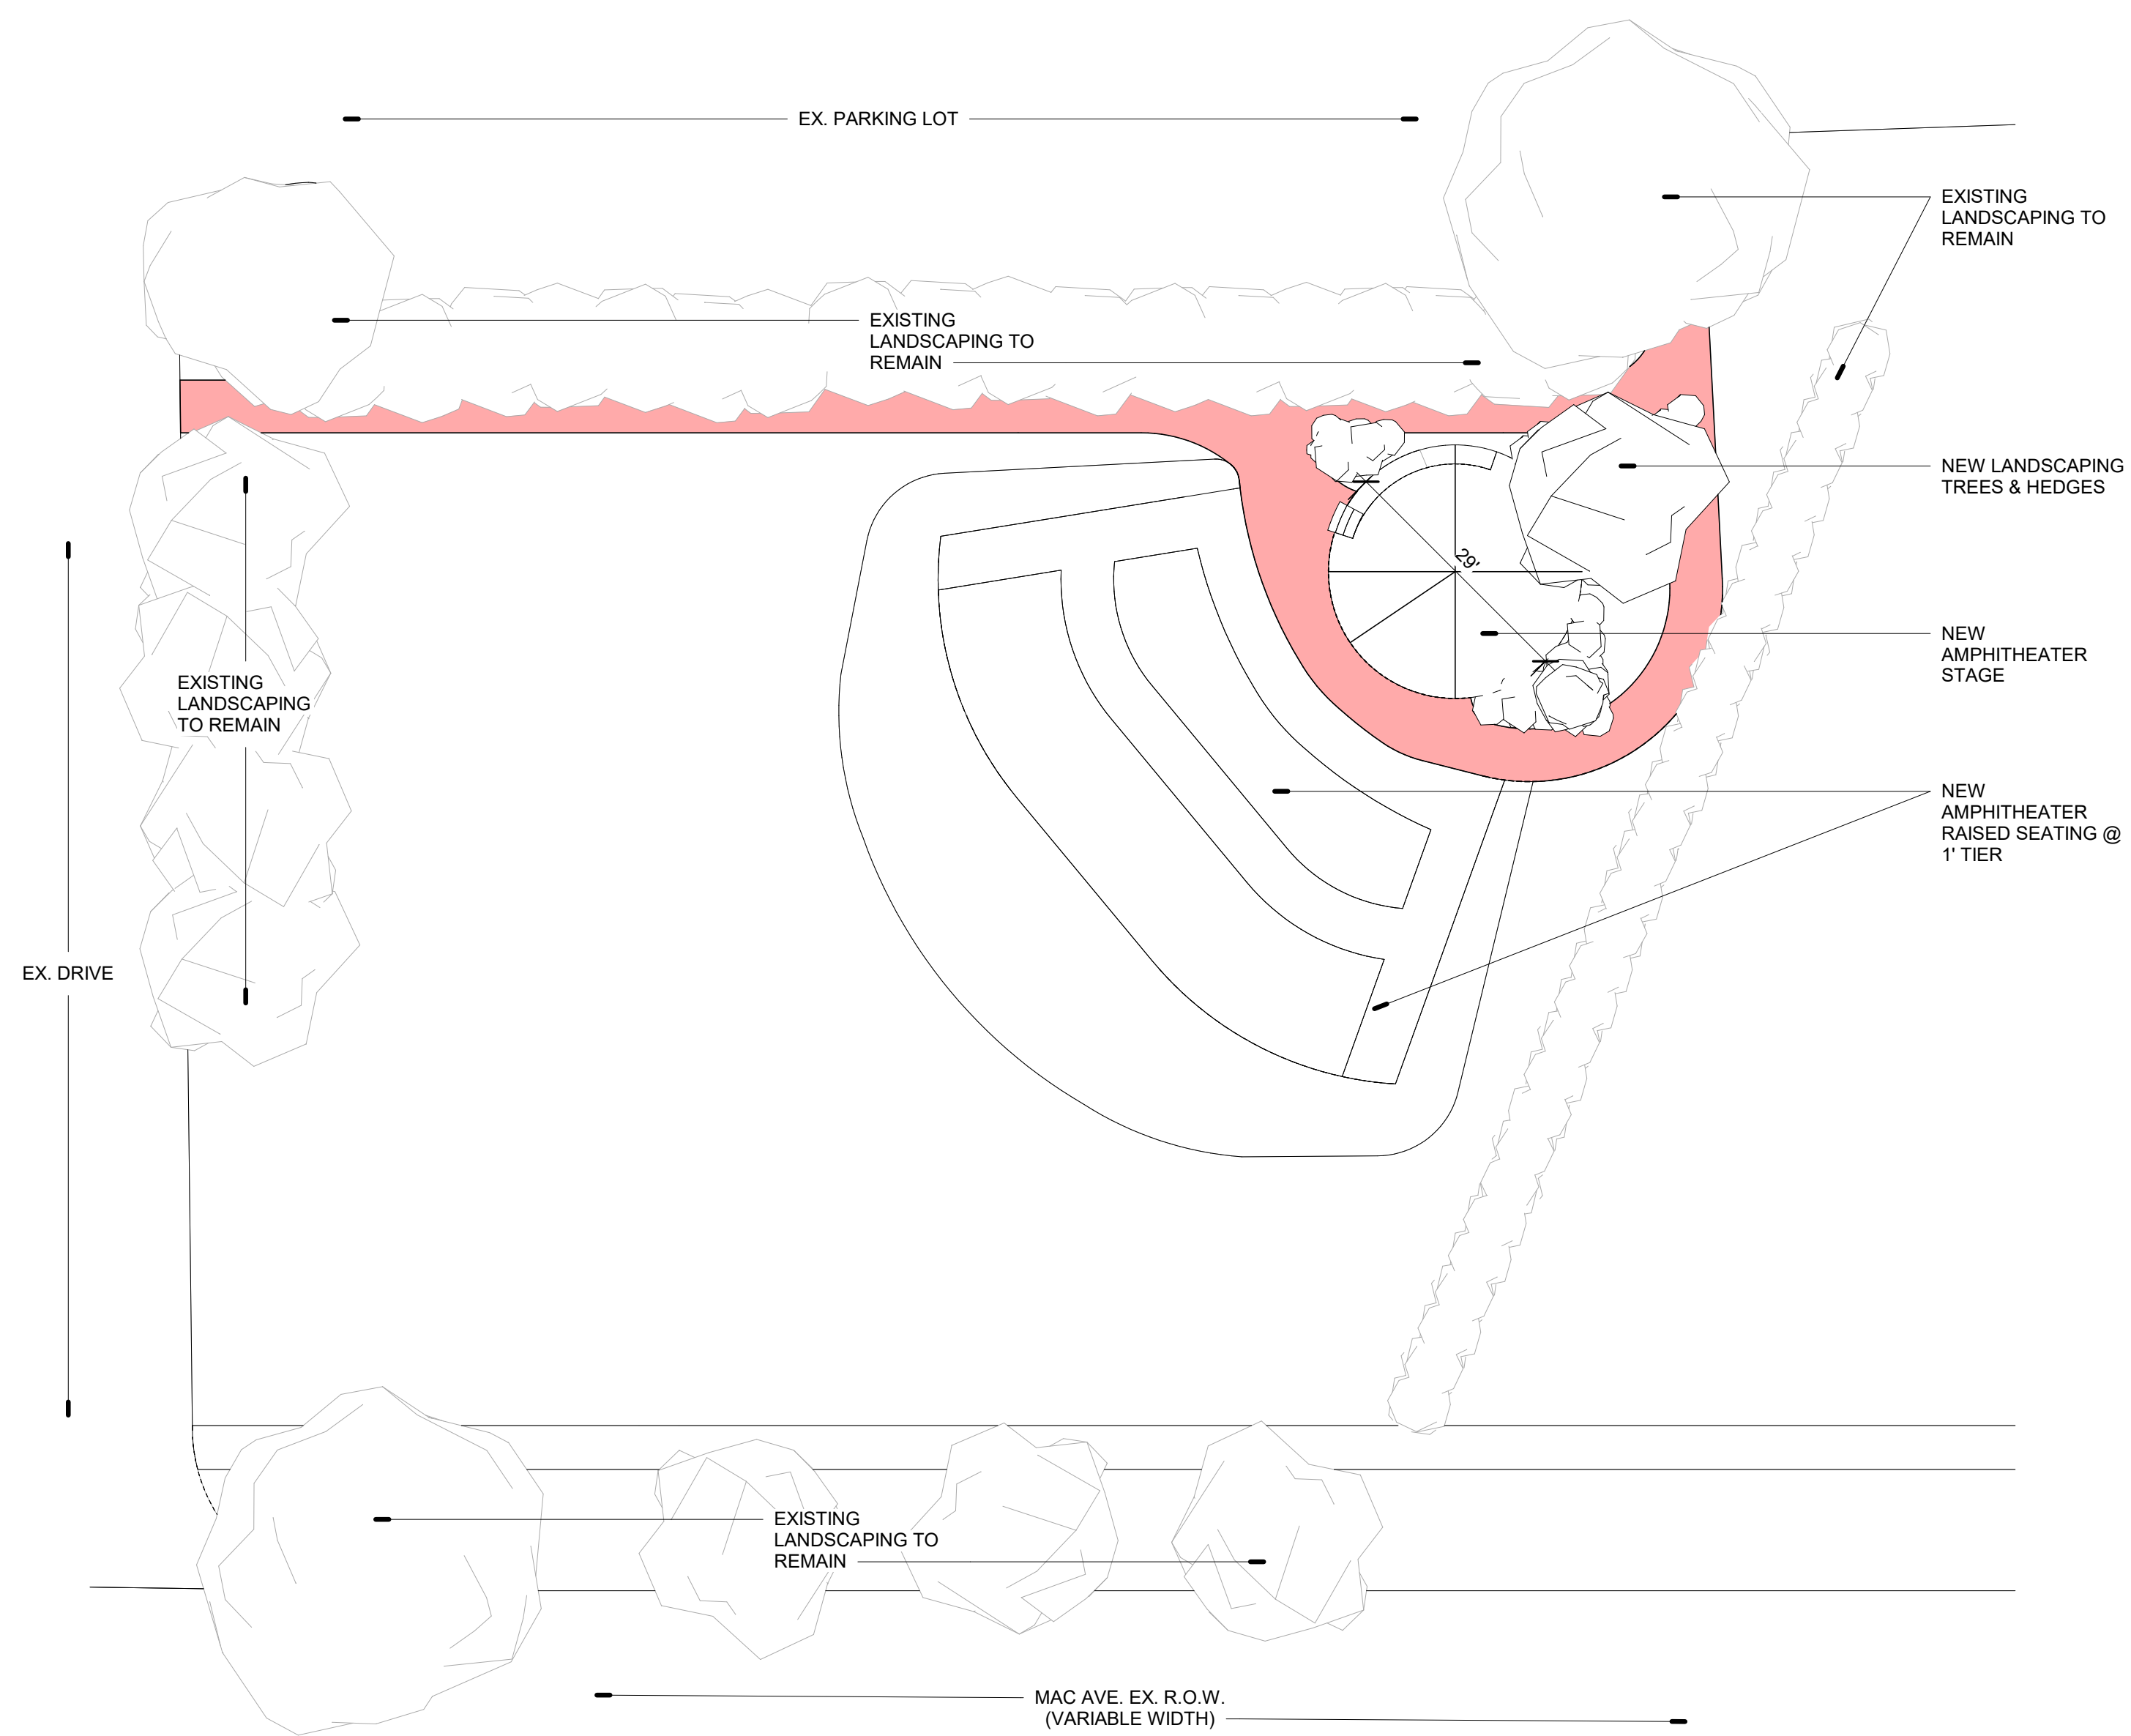 EX. PARKING LOT
EXISTING
LANDSCAPING TO
REMAIN
EXISTING
LANDSCAPING TO
REMAIN
NEW LANDSCAPING
TREES & HEDGES
29'
NEW
AMPHITHEATER
STAGE
EXISTING
LANDSCAPING
TO REMAIN
NEW
AMPHITHEATER
RAISED SEATING @
1' TIER
EX. DRIVE
EXISTING
LANDSCAPING TO
REMAIN
MAC AVE. EX. R.O.W.
(VARIABLE WIDTH)